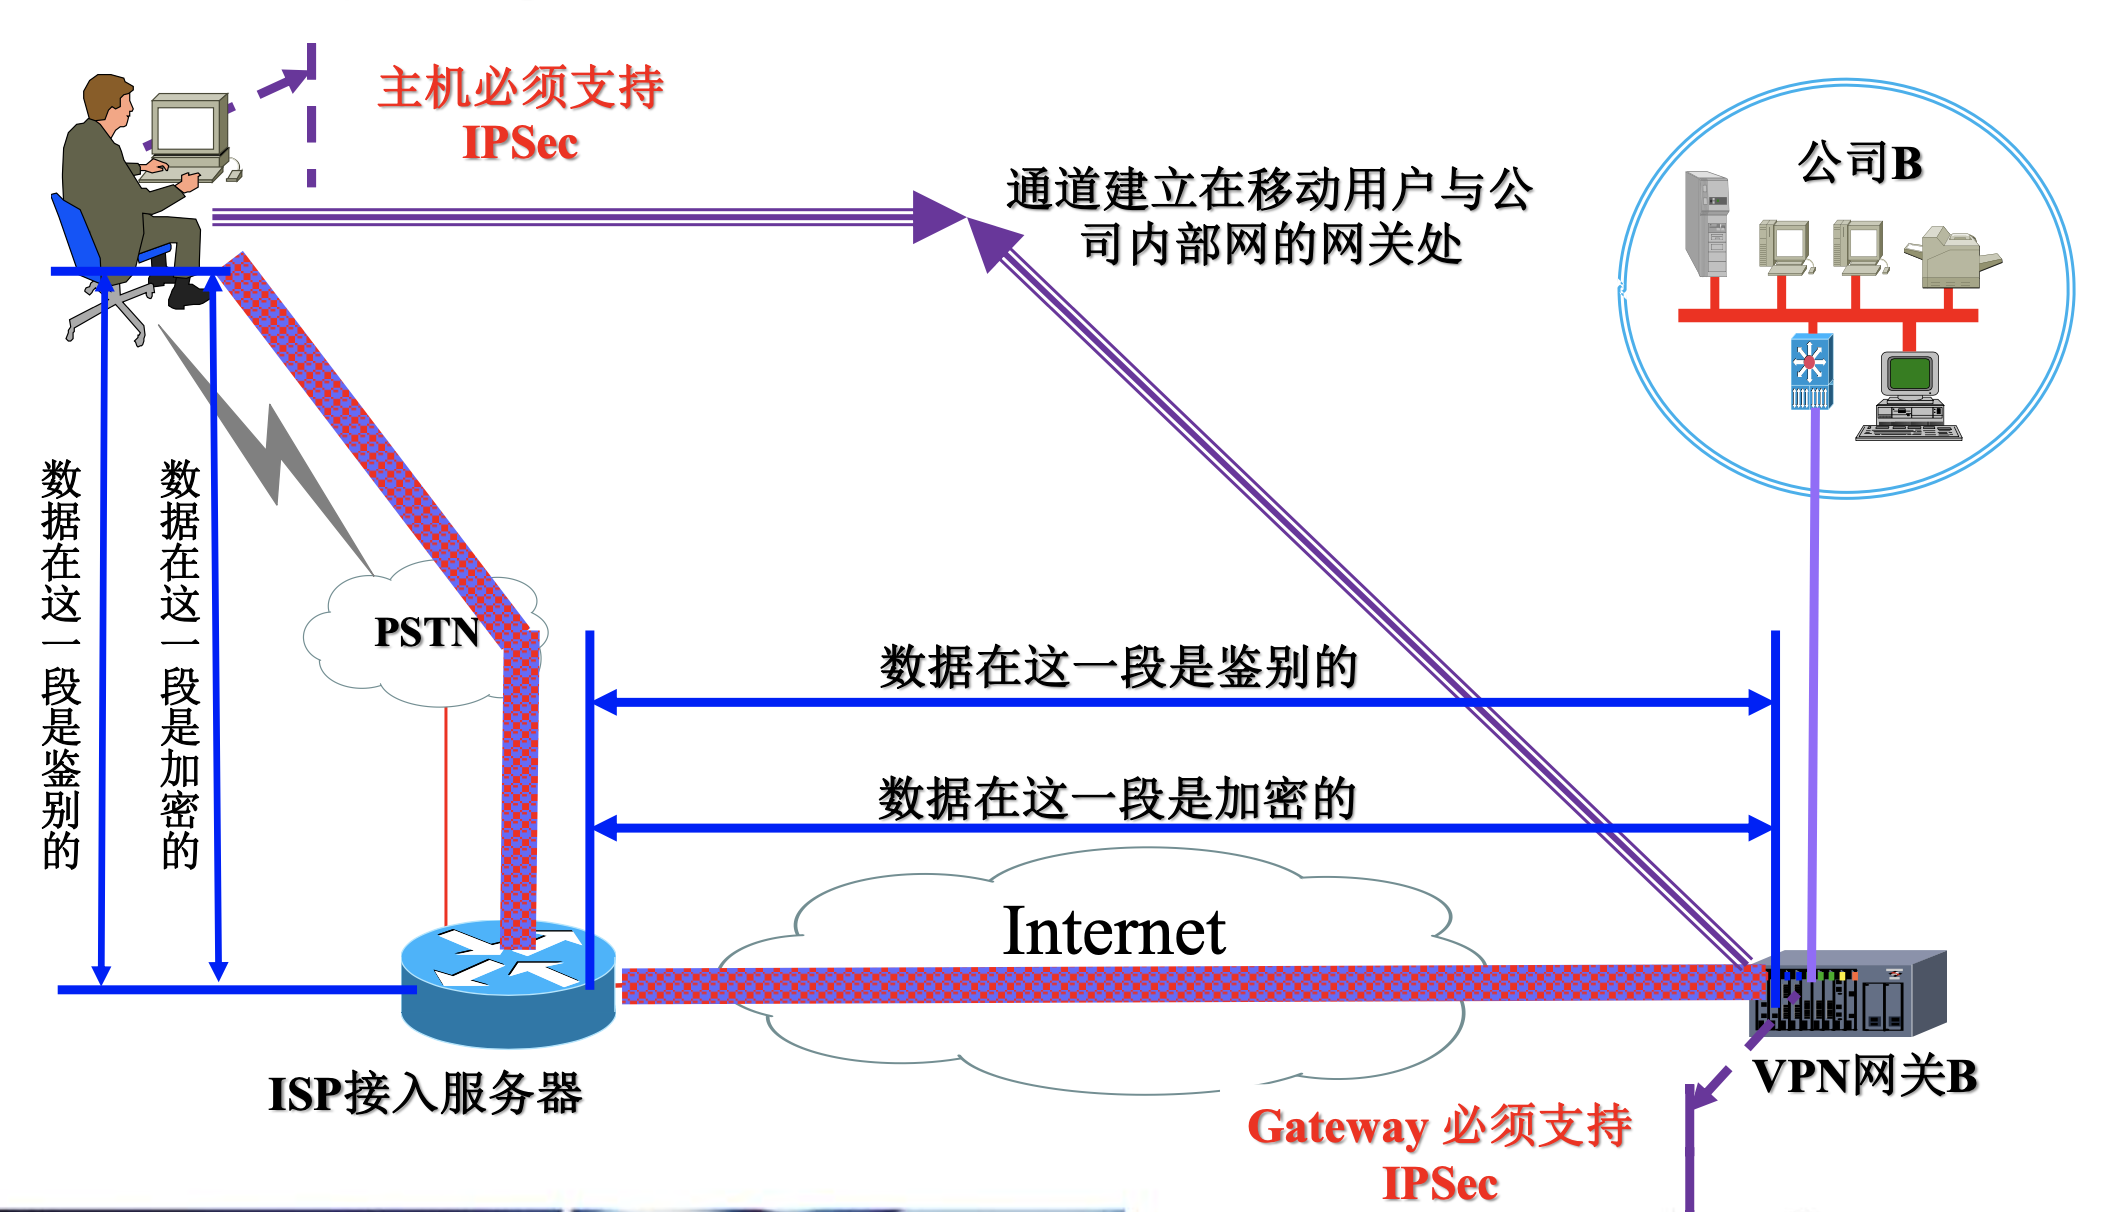 主机必须支持
IPSec
通道建立在移动用户与公
司内部网的网关处
公司B
数据在这一段是鉴别的
数据在这一段是加密的
PSTN
数据在这一段是鉴别的
数据在这一段是加密的
Internet
ISP接入服务器
VPN网关B
Gateway 必须支持
IPSec